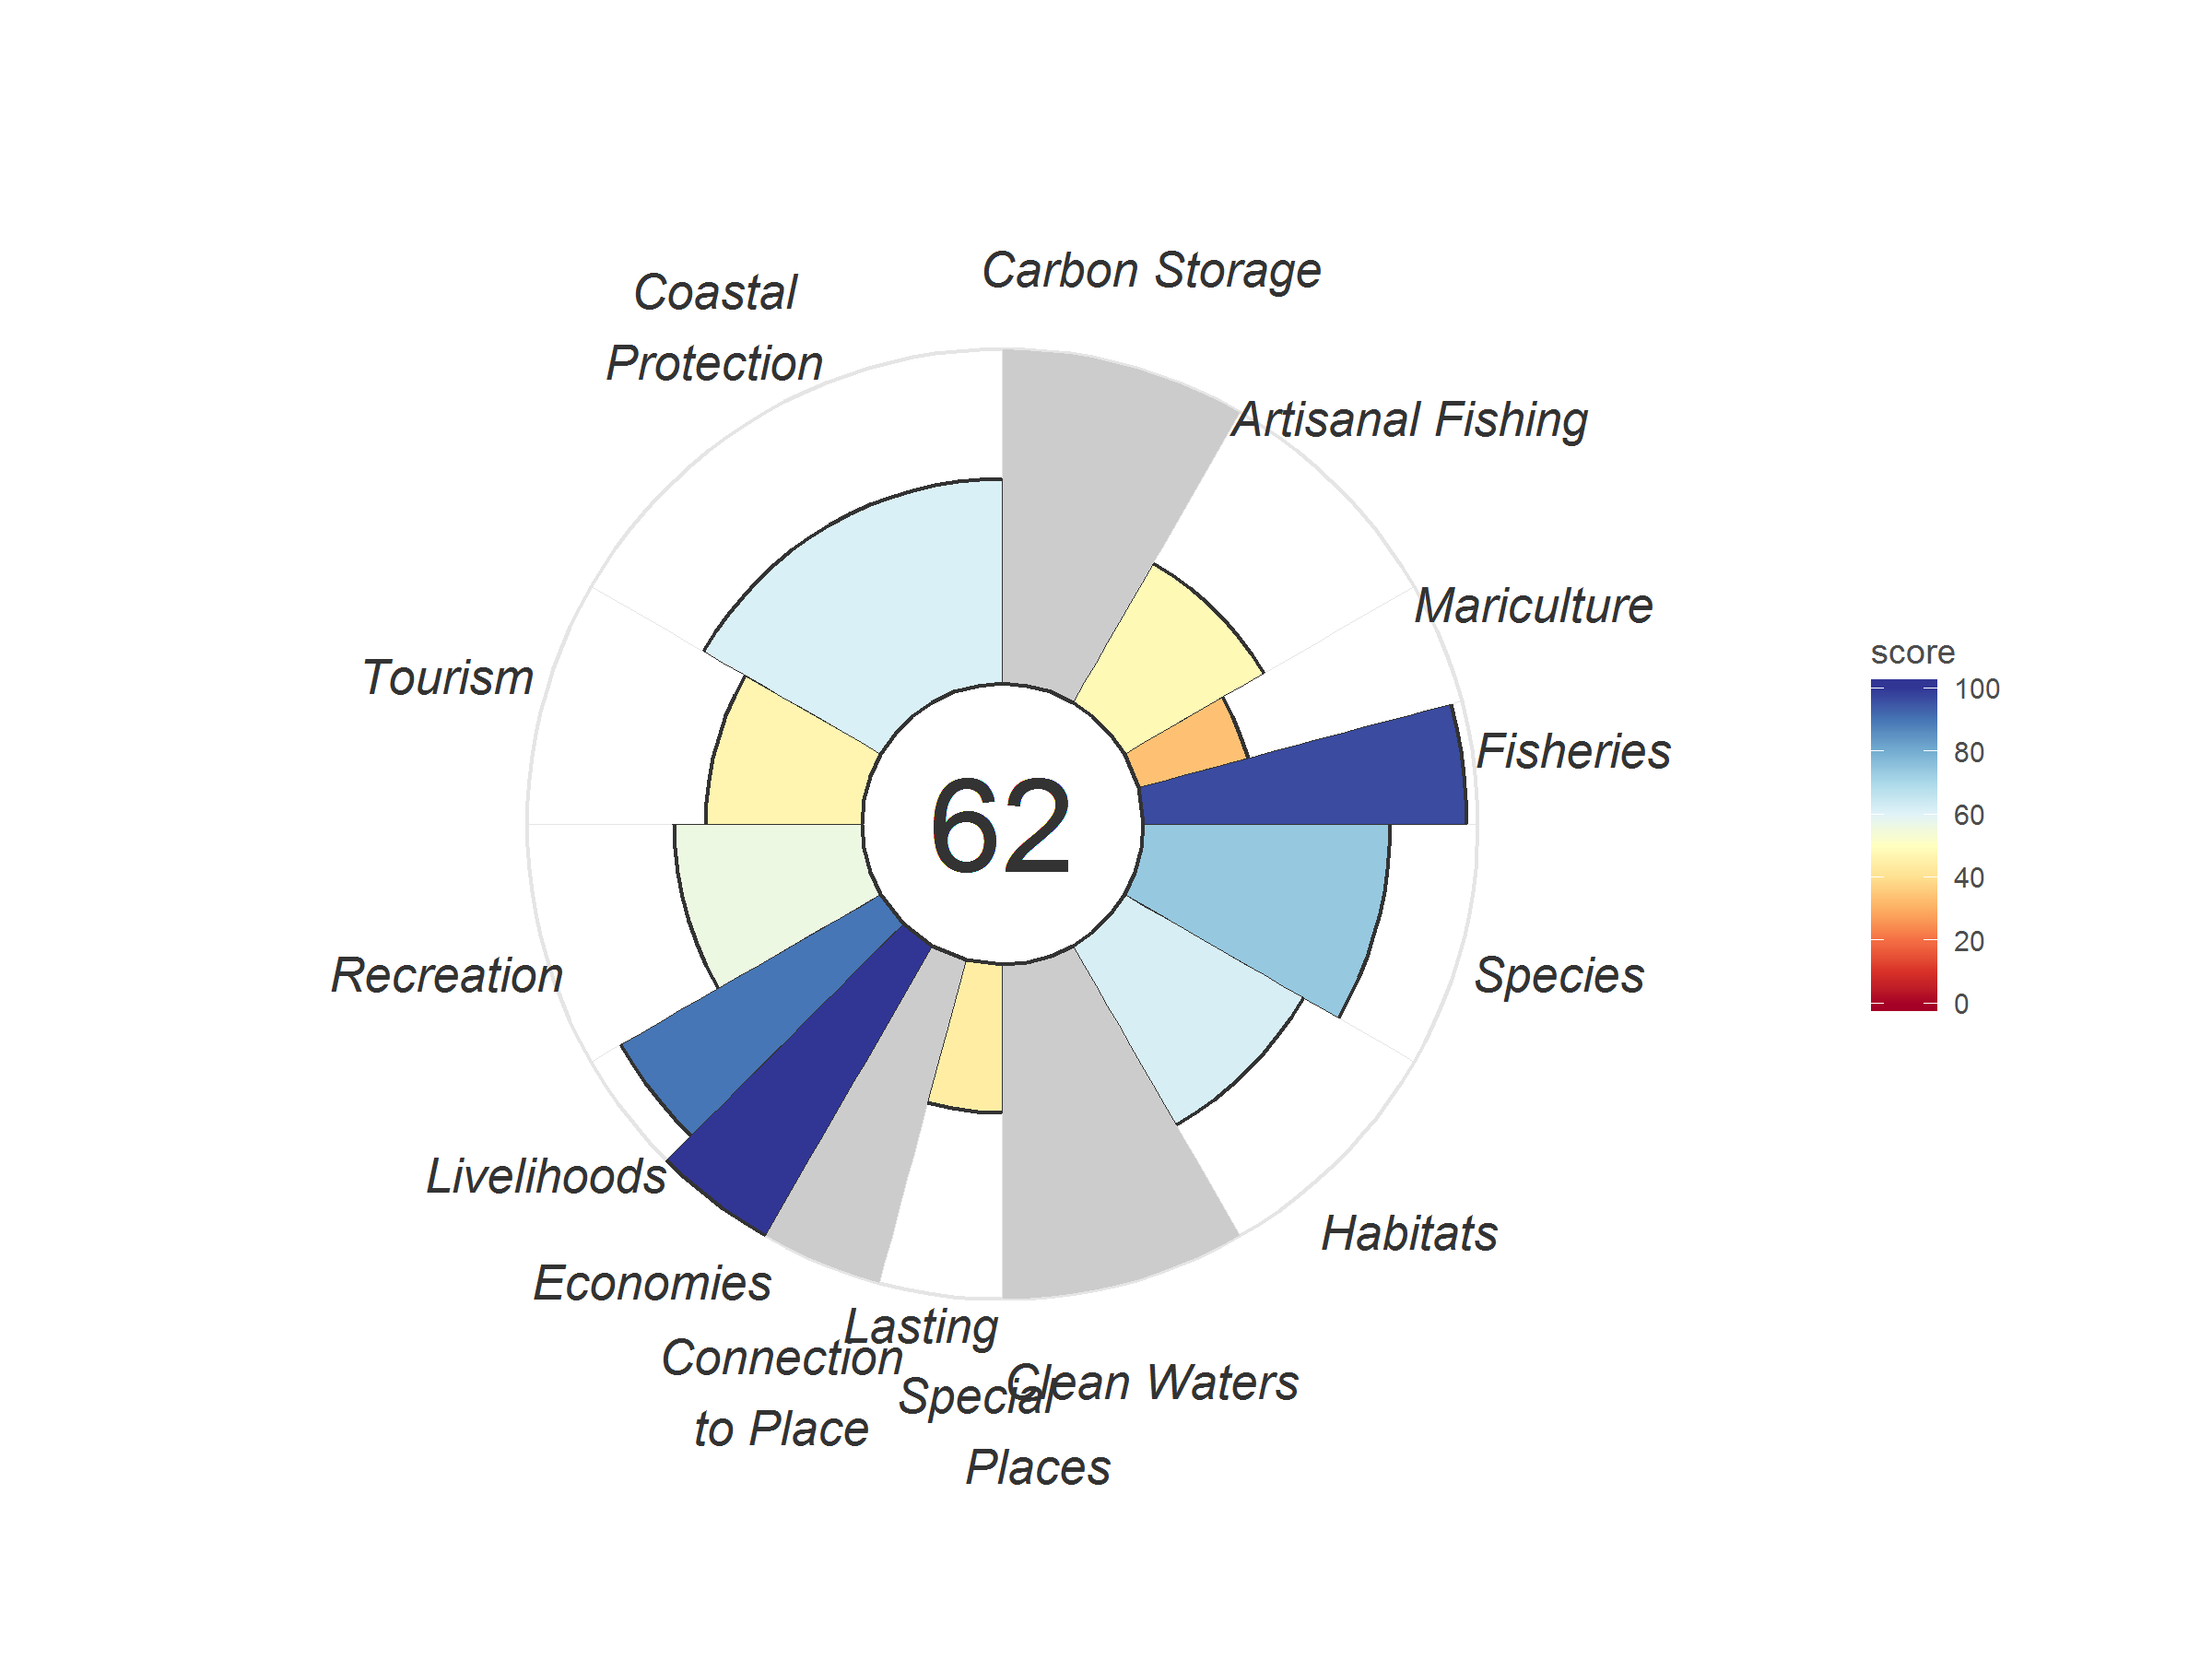 Carbon Storage
Coastal
Protection
Artisanal Fishing
Mariculture
Fisheries
Tourism
score
100
80
60
40
20
0
62
Recreation
Species
Livelihoods
Habitats
Economies
Lasting
Special
Places
Connection
to Place
Clean Waters